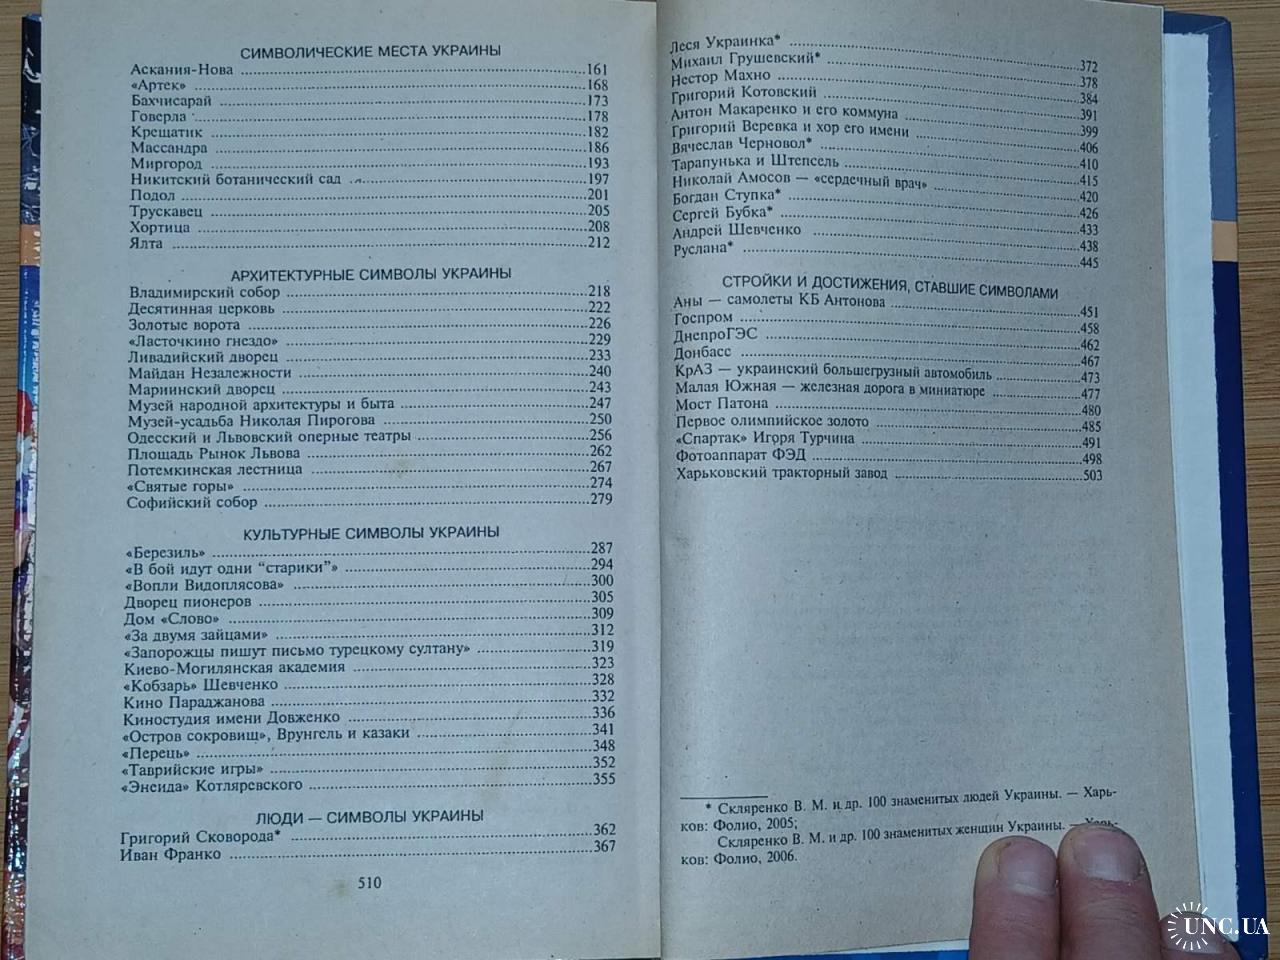 СИМВОЛИЧЕСКИЕ МЕСТА УКРАИНЫ
Аскания-Нова 161
«Артек» 168
Бахчисарай 173
Говерла 178
Крещатик 182
Массандра 186
Миргород 193
Никитский ботанический сад 197
Подол 201
Трускавец 205
Хортица 208
Ялта 212
АРХИТЕКТУРНЫЕ СИМВОЛЫ УКРАИНЫ
Владимирский собор 218
Десятинная церковь 222
Золотые ворота 226
«Ласточкино гнездо» 229
Ливадийский дворец 233
Майдан Незалежности 240
Мариинский дворец 243
Музей народной архитектуры и быта 247
Музей-усадьба Николая Пирогова 250
Одесский и Львовский оперные театры 256
Площадь Рынок Львова 262
Потемкинская лестница 267
«Святые горы» 274
Софийский собор 279
КУЛЬТУРНЫЕ СИМВОЛЫ УКРАИНЫ
«Березиль» 287
«В бой идут одни “старики”» 294
«Вопли Видоплясова» 300
Дворец пионеров 305
Дом «Слово» 309
«За двумя зайцами» 312
«Запорожцы пишут письмо турецкому султану» 319
Киево-Могилянская академия 323
«Кобзарь» Шевченко 328
Кино Параджанова 332
Киностудия имени Довженко 336
«Остров сокровищ», Врунгель и казаки 341
«Перець» 348
«Таврийские игры» 352
«Энеида» Котляревского 355
ЛЮДИ — СИМВОЛЫ УКРАИНЫ
Григорий Сковорода* 362
Иван Франко 367
510
Леся Украинка* 372
Михаил Грушевский* 378
Нестор Махно 384
Григорий Котовский 391
Антон Макаренко и его коммуна 399
Григорий Веревка и хор его имени 406
Вячеслав Черновол* 410
Тарапунька и Штепсель 415
Николай Амосов — «сердечный врач» 420
Богдан Ступка* 426
Сергей Бубка* 433
Андрей Шевченко 438
Руслана* 445
СТРОЙКИ И ДОСТИЖЕНИЯ, СТАВШИЕ СИМВОЛАМИ
Аны — самолеты КБ Антонова 451
Госпром 458
ДнепроГЭС 462
Донбасс 467
КрАЗ — украинский большегрузный автомобиль 473
Малая Южная — железная дорога в миниатюре 477
Мост Патона 480
Первое олимпийское золото 485
«Спартак» Игоря Турчина 491
Фотоаппарат ФЭД 498
Харьковский тракторный завод 503
* Скляренко В. М. и др. 100 знаменитых людей Украины. — Харь-
ков: Фолио, 2005;
Скляренко В. М. и др. 100 знаменитых женщин Украины. — Харь-
ков: Фолио, 2006.
UNC.UA